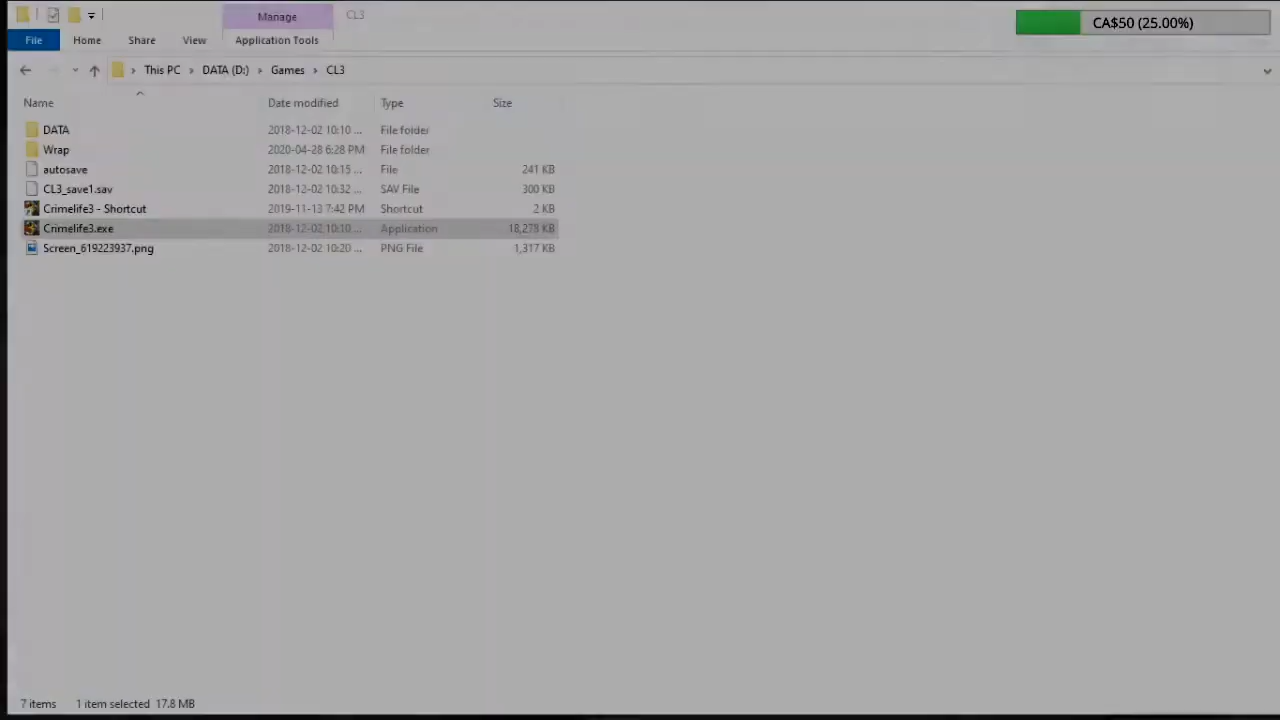 Manage CL3
CA$50 (25.00%)
File Home Share View Application Tools
This PC DATA (D:) Games CL3
Name Date modified Type Size
DATA 2018-12-02 10:10 ... File folder
Wrap 2020-04-28 6:28 PM File folder
autosave 2018-12-02 10:15 ... File 241 KB
CL3_save1.sav 2018-12-02 10:32 ... SAV File 300 KB
Crimelife3 - Shortcut 2019-11-13 7:42 PM Shortcut 2 KB
Crimelife3.exe 2018-12-02 10:10 ... Application 18,278 KB
Screen_619223937.png 2018-12-02 10:20 ... PNG File 1,317 KB
7 items 1 item selected 17.8 MB